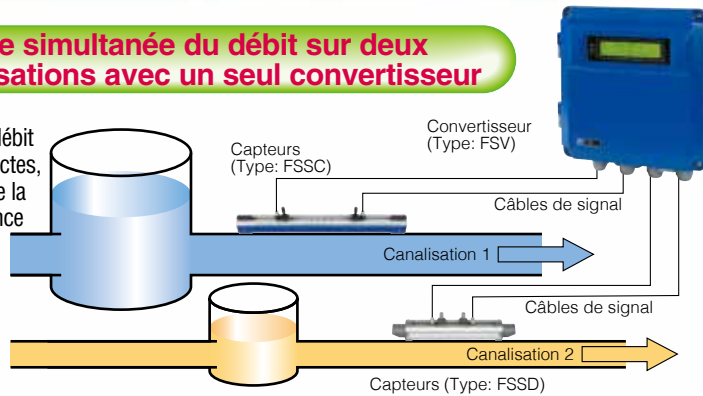 e simultanée du débit sur deux
sations avec un seul convertisseur
débit
ctes,
e la
nce
Capteurs
(Type: FSSC)
Convertisseur
(Type: FSV)
Câbles de signal
Canalisation 1
Câbles de signal
Canalisation 2
Capteurs (Type: FSSD)